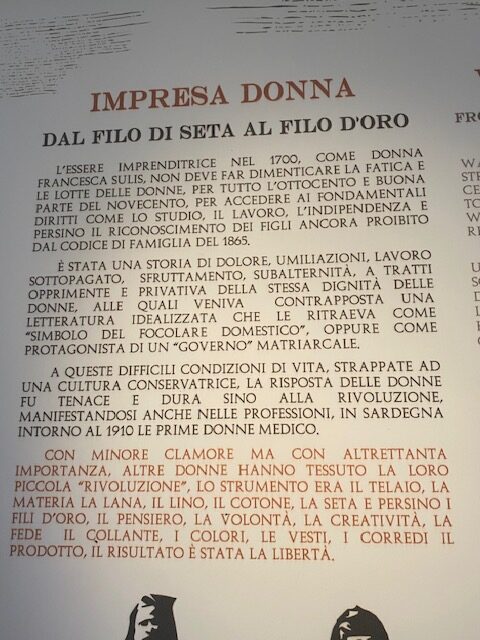 IMPRESA DONNA
DAL FILO DI SETA AL FILO D'ORO
L'ESSERE IMPRENDITRICE NEL 1700, COME DONNA
FRANCESCA SULIS, NON DEVE FAR DIMENTICARE LA FATICA E
LE LOTTE DELLE DONNE, PER TUTTO L'OTTOCENTO E BUONA
PARTE DEL NOVECENTO, PER ACCEDERE AI FONDAMENTALI
DIRITTI COME LO STUDIO, IL LAVORO, L'INDIPENDENZA E
PERSINO IL RICONOSCIMENTO DEI FIGLI ANCORA PROIBITO
DAL CODICE DI FAMIGLIA DEL 1865.
È STATA UNA STORIA DI DOLORE, UMILIAZIONI, LAVORO
SOTTOPAGATO, SFRUTTAMENTO, SUBALTERNITÀ, A TRATTI
OPPRIMENTE E PRIVATIVA DELLA STESSA DIGNITÀ DELLE
DONNE, ALLE QUALI VENIVA CONTRAPPOSTA UNA
LETTERATURA IDEALIZZATA CHE LE RITRAEVA COME
"SIMBOLO DEL FOCOLARE DOMESTICO", OPPURE COME
PROTAGONISTA DI UN "GOVERNO" MATRIARCALE.
A QUESTE DIFFICILI CONDIZIONI DI VITA, STRAPPATE AD
UNA CULTURA CONSERVATRICE, LA RISPOSTA DELLE DONNE
FU TENACE E DURA SINO ALLA RIVOLUZIONE,
MANIFESTANDOSI ANCHE NELLE PROFESSIONI, IN SARDEGNA
INTORNO AL 1910 LE PRIME DONNE MEDICO.
CON MINORE CLAMORE MA CON ALTRETTANTA
IMPORTANZA, ALTRE DONNE HANNO TESSUTO LA LORO
PICCOLA "RIVOLUZIONE", LO STRUMENTO ERA IL TELAIO, LA
MATERIA LA LANA, IL LINO, IL COTONE, LA SETA E PERSINO I
FILI D'ORO, IL PENSIERO, LA VOLONTÀ, LA CREATIVITÀ, LA
FEDE IL COLLANTE, I COLORI, LE VESTI, I CORREDI IL
PRODOTTO, IL RISULTATO È STATA LA LIBERTÀ.